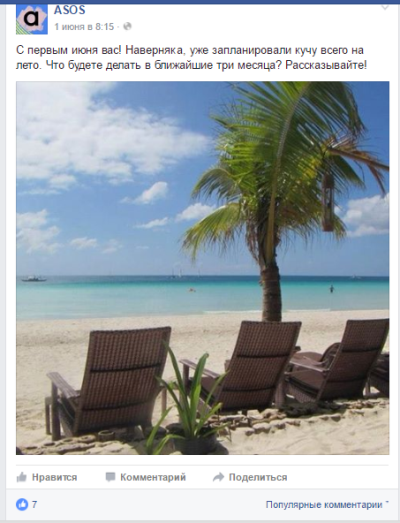 ASOS
1 июня в 8:15
С первым июня вас! Наверняка, уже запланировали кучу всего на
лето. Что будете делать в ближайшие три месяца? Рассказывайте!
Нравится Комментарий Поделиться
7 Популярные комментарии